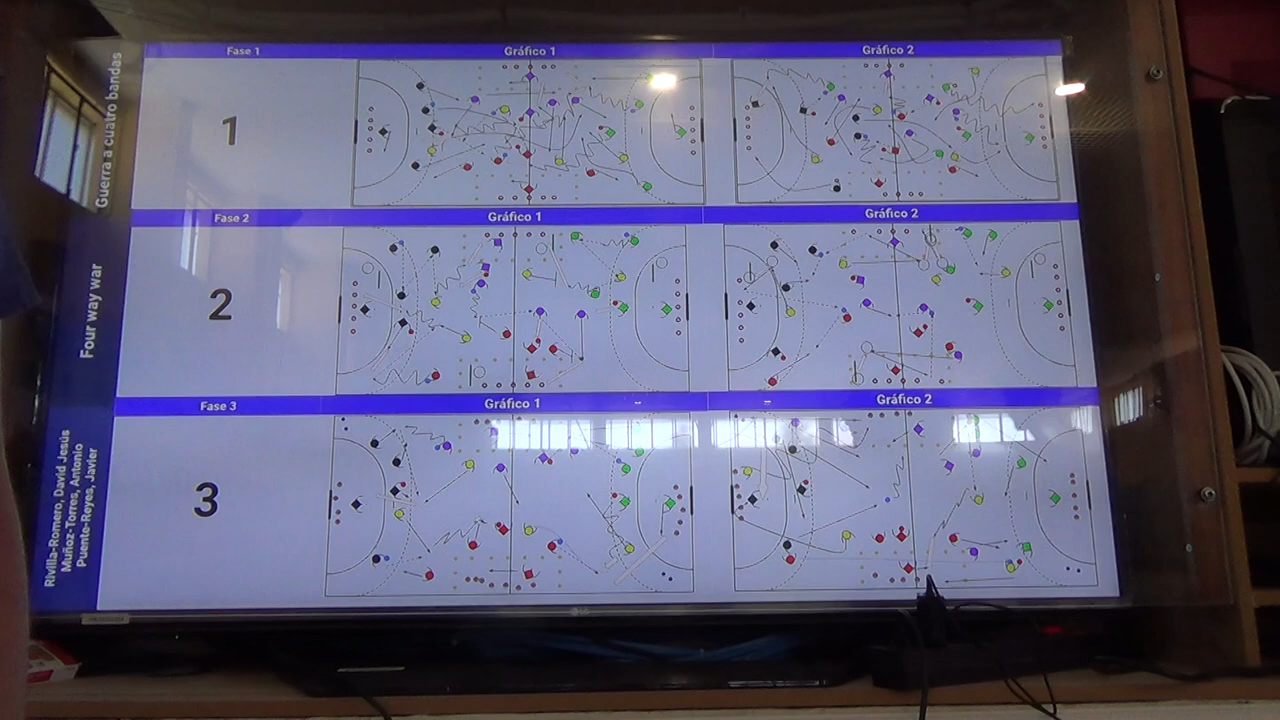 Guerra a cuatro bandas
Four way war
Rivilla-Romero, David Jesús
Muñoz-Torres, Antonio
Puente-Reyes, Javier
Fase 1
Gráfico 1
Gráfico 2
1
Fase 2
Gráfico 1
Gráfico 2
2
Fase 3
Gráfico 1
Gráfico 2
3
LG